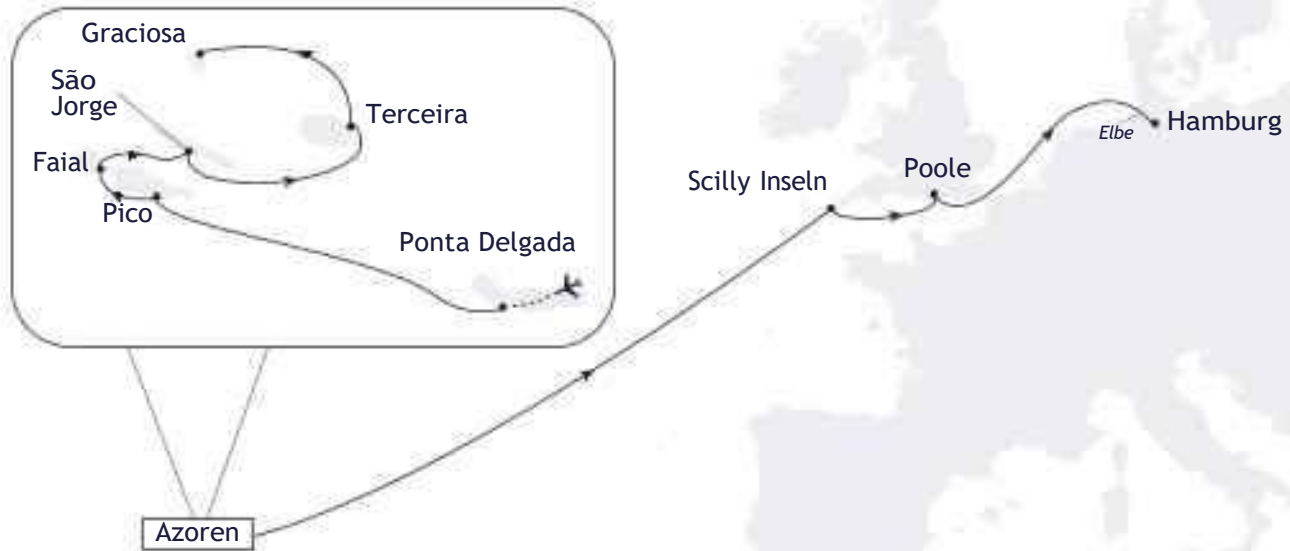 Graciosa
São
Jorge
Terceira
Faial
Pico
Ponta Delgada
Azoren
Scilly Inseln
Poole
Elbe
Hamburg